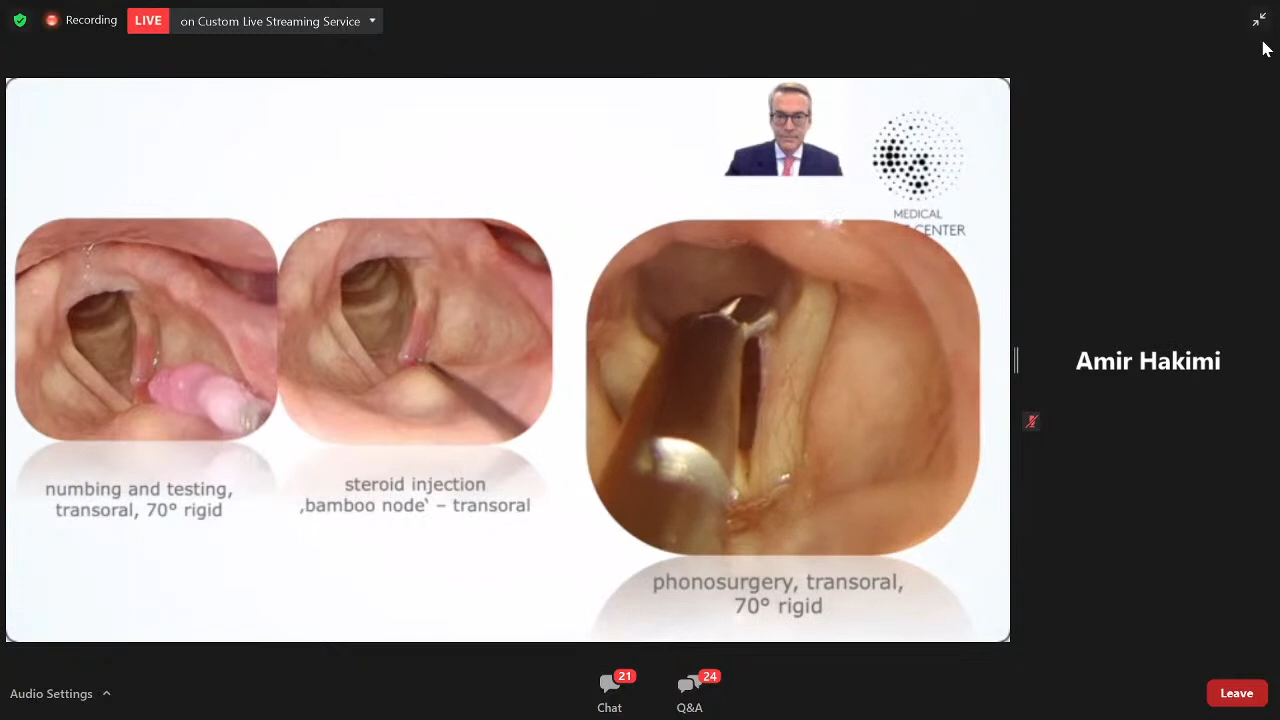 Recording
LIVE
on Custom Live Streaming Service
MEDICAL
CENTER
numbing and testing,
transoral, 70° rigid
steroid injection
‚bamboo node‘ – transoral
phonosurgery, transoral,
70° rigid
Amir Hakimi
Audio Settings
21
Chat
24
Q&A
Leave